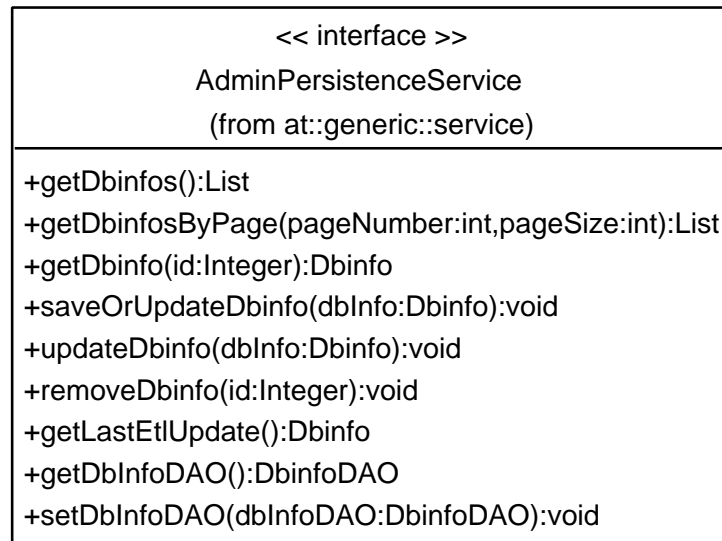 << interface >>
AdminPersistenceService
(from at::generic::service)
+getDbinfos():List
+getDbinfosByPage(pageNumber:int,pageSize:int):List
+getDbinfo(id:Integer):Dbinfo
+saveOrUpdateDbinfo(dbInfo:Dbinfo):void
+updateDbinfo(dbInfo:Dbinfo):void
+removeDbinfo(id:Integer):void
+getLastEtlUpdate():Dbinfo
+getDbInfoDAO():DbinfoDAO
+setDbInfoDAO(dbInfoDAO:DbinfoDAO):void